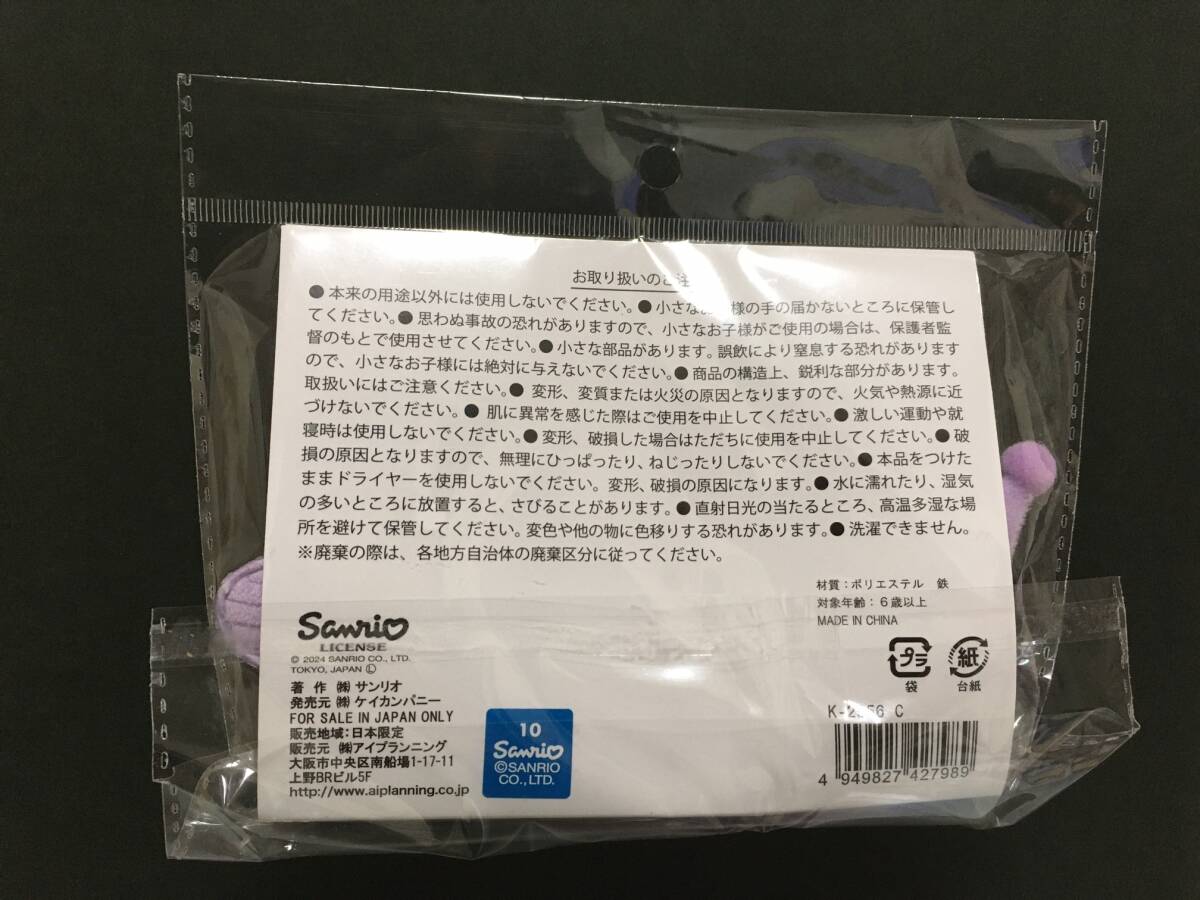 お取り扱いのご注
● 本来の用途以外には使用しないでください。● 小さなお 様の手の届かないところに保管し
てください。● 思わぬ事故の恐れがありますので、小さなお子様がご使用の場合は、保護者監
督のもとで使用させてください。● 小さな部品があります。誤飲により窒息する恐れがあります
ので、小さなお子様には絶対に与えないでください。● 商品の構造上、鋭利な部分があります。
取扱いにはご注意ください。● 変形、変質または火災の原因となりますので、火気や熱源に近
づけないでください。● 肌に異常を感じた際はご使用を中止してください。● 激しい運動や就
寝時は使用しないでください。● 変形、破損した場合はただちに使用を中止してください。● 破
損の原因となりますので、無理にひっぱったり、ねじったりしないでください。● 本品をつけた
ままドライヤーを使用しないでください。変形、破損の原因になります。● 水に濡れたり、湿気
の多いところに放置すると、さびることがあります。● 直射日光の当たるところ、高温多湿な場
所を避けて保管してください。変色や他の物に色移りする恐れがあります。● 洗濯できません。
※廃棄の際は、各地方自治体の廃棄区分に従ってください。
材質：ポリエステル 鉄
対象年齢：6歳以上
MADE IN CHINA
プラ
袋
紙
台紙
Sanrio
LICENSE
© 2024 SANRIO CO., LTD.
TOKYO, JAPAN Ⓛ
著 作 ㈱ サンリオ
発売元 ㈱ ケイカンパニー
FOR SALE IN JAPAN ONLY
販売地域：日本限定
販売元 ㈱アイプランニング
大阪市中央区南船場1-17-11
上野BRビル5F
http://www.aiplanning.co.jp
10
Sanrio
©SANRIO
CO., LTD.
C
4 949827 427989